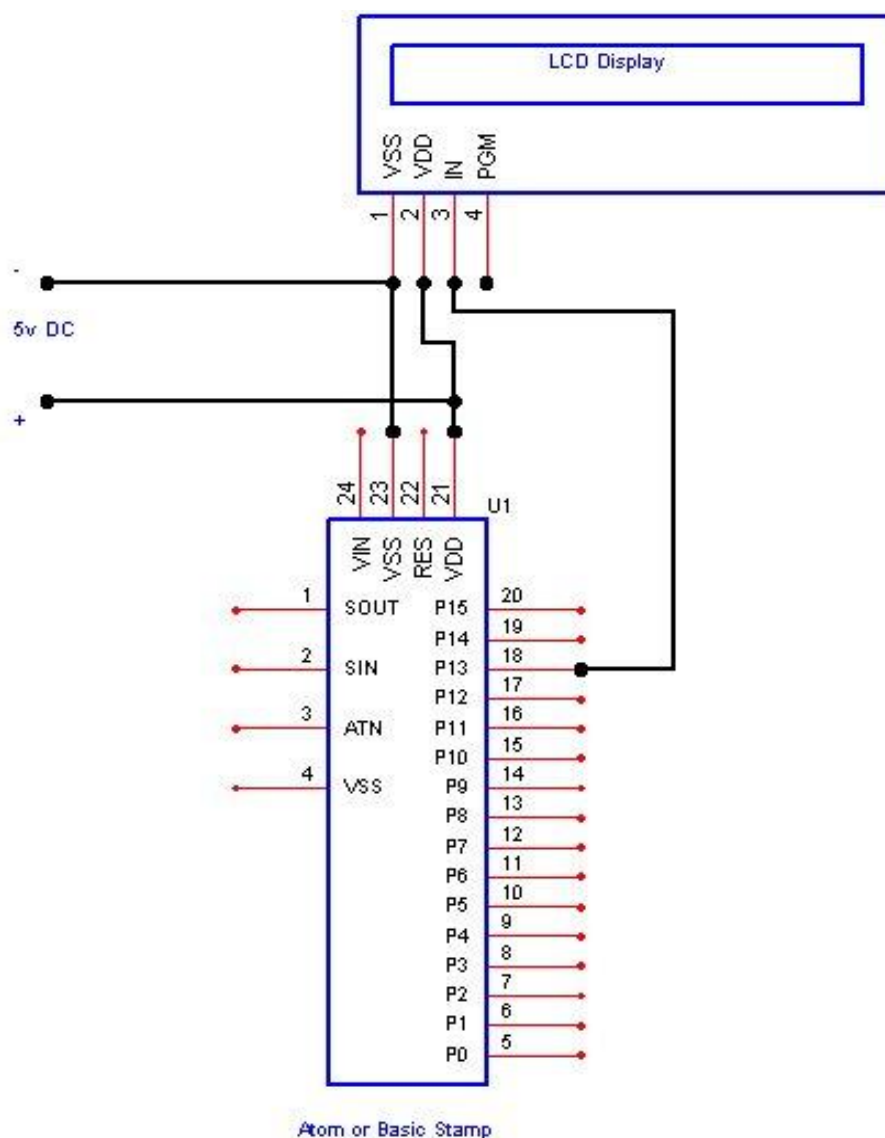 LCD Display
VSS
VDD
IN
PGM
1
2
3
4
-
5v DC
+
24
23
22
21
U1
VIN
VSS
RES
VDD
1
SOUT
P15
20
P14
19
2
SIN
P13
18
P12
17
3
ATN
P11
16
P10
15
4
VSS
P9
14
P8
13
P7
12
P6
11
P5
10
P4
9
P3
8
P2
7
P1
6
P0
5
Atom or Basic Stamp